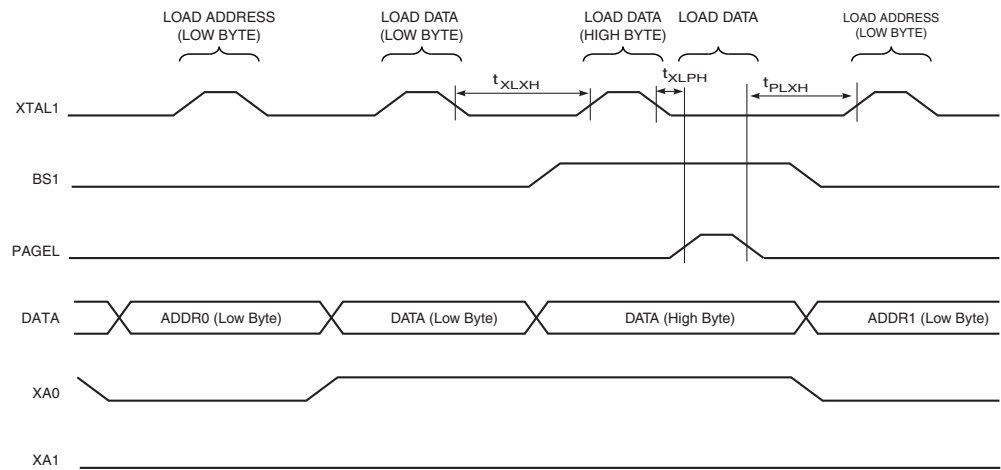 LOAD ADDRESS
(LOW BYTE)
LOAD DATA
(LOW BYTE)
LOAD DATA
(HIGH BYTE)
LOAD DATA
LOAD ADDRESS
(LOW BYTE)
XTAL1
tXLXH
tXLPH
tPLXH
BS1
PAGEL
DATA
ADDR0 (Low Byte)
DATA (Low Byte)
DATA (High Byte)
ADDR1 (Low Byte)
XA0
XA1